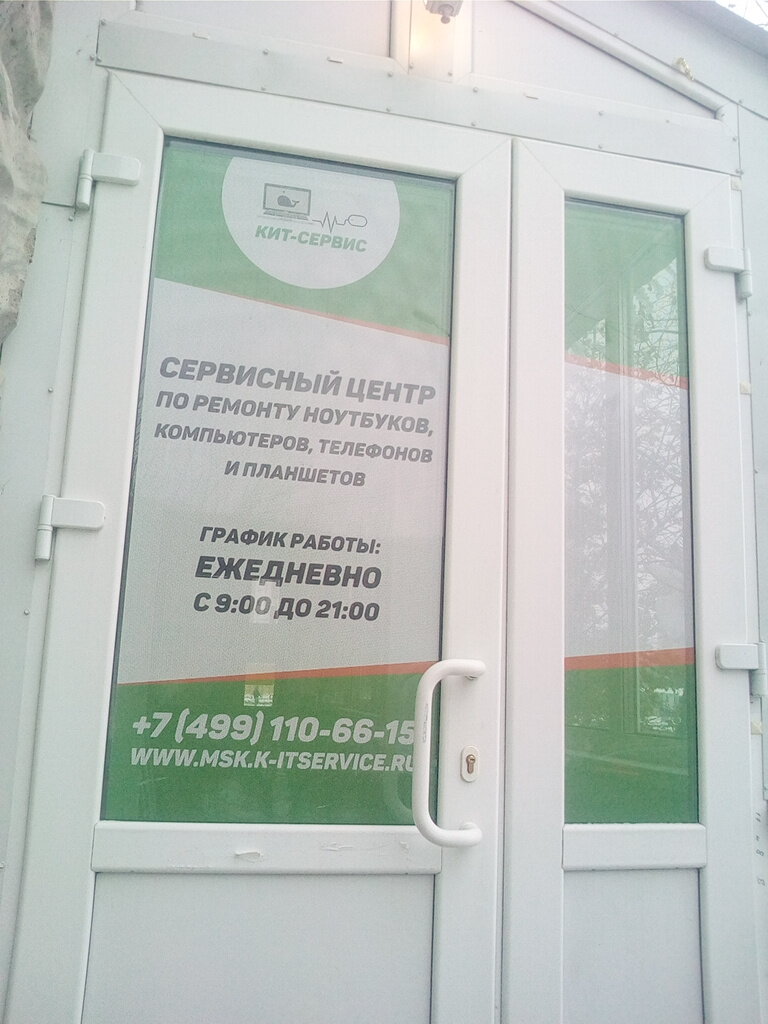 КИТ-СЕРВИС
СЕРВИСНЫЙ ЦЕНТР
ПО РЕМОНТУ НОУТБУКОВ,
КОМПЬЮТЕРОВ, ТЕЛЕФОНОВ
И ПЛАНШЕТОВ
ГРАФИК РАБОТЫ:
ЕЖЕДНЕВНО
С 9:00 ДО 21:00
+7 (499) 110-66-15
WWW.MSK.K-ITSERVICE.RU